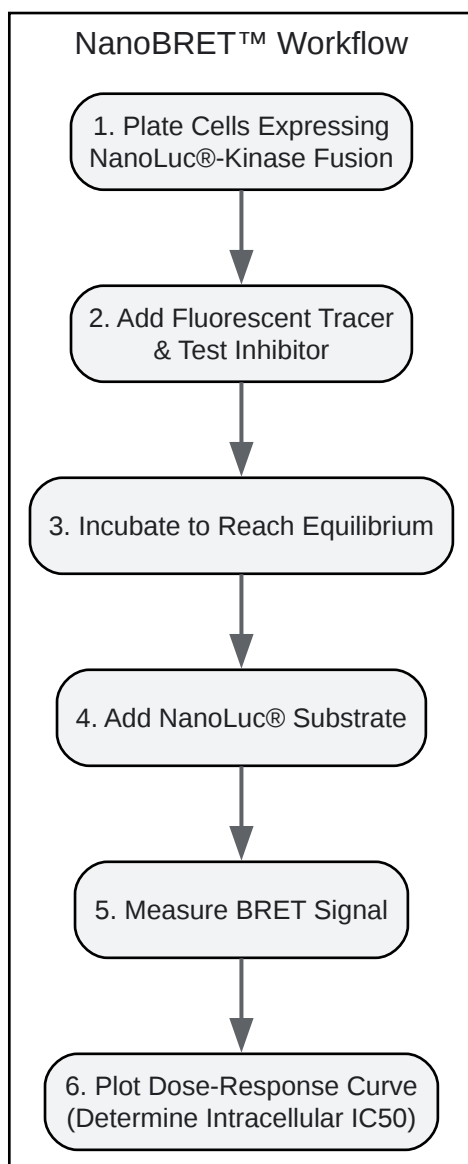 NanoBRET™ Workflow
1. Plate Cells Expressing
NanoLuc®-Kinase Fusion
2. Add Fluorescent Tracer
& Test Inhibitor
3. Incubate to Reach Equilibrium
4. Add NanoLuc® Substrate
5. Measure BRET Signal
6. Plot Dose-Response Curve
(Determine Intracellular IC50)